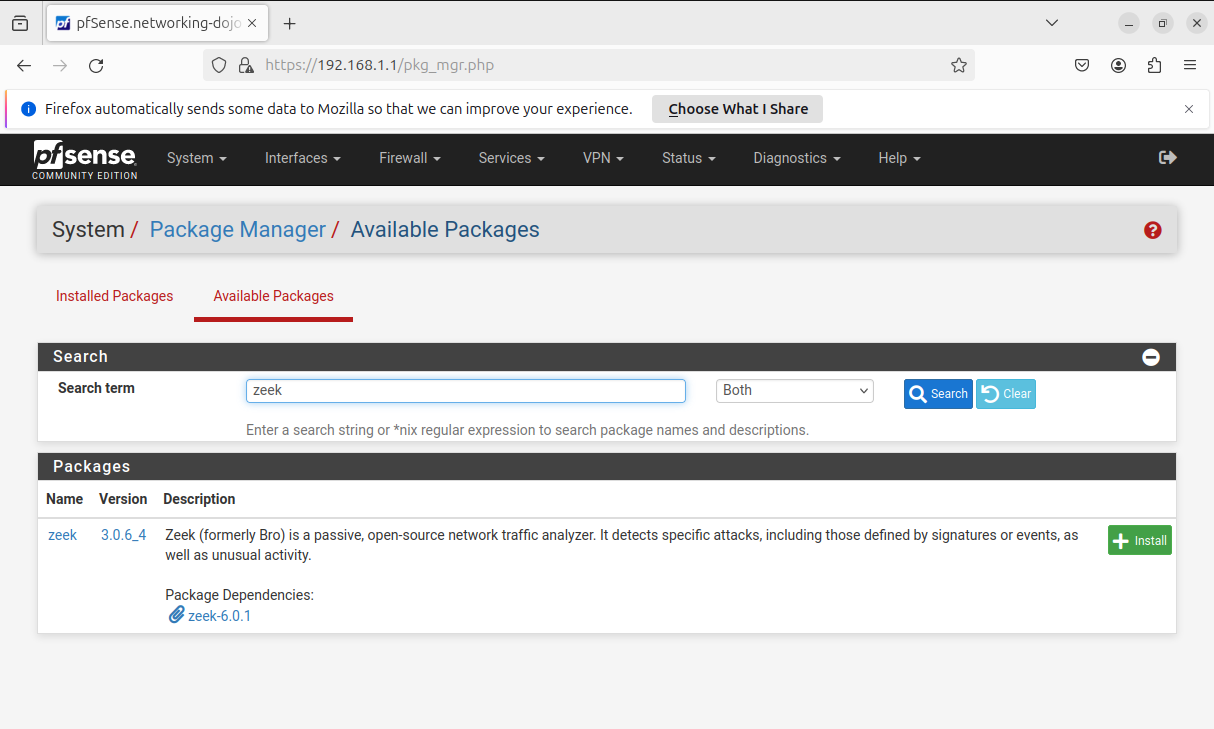 pfSense.networking-dojo
https://192.168.1.1/pkg_mgr.php
Firefox automatically sends some data to Mozilla so that we can improve your experience. Choose What I Share
pfsense
COMMUNITY EDITION
System Interfaces Firewall Services VPN Status Diagnostics Help
System / Package Manager / Available Packages
Installed Packages Available Packages
Search
Search term zeek Both Search Clear
Enter a search string or *nix regular expression to search package names and descriptions.
Packages
Name Version Description
zeek 3.0.6_4 Zeek (formerly Bro) is a passive, open-source network traffic analyzer. It detects specific attacks, including those defined by signatures or events, as Install
well as unusual activity.
Package Dependencies:
zeek-6.0.1